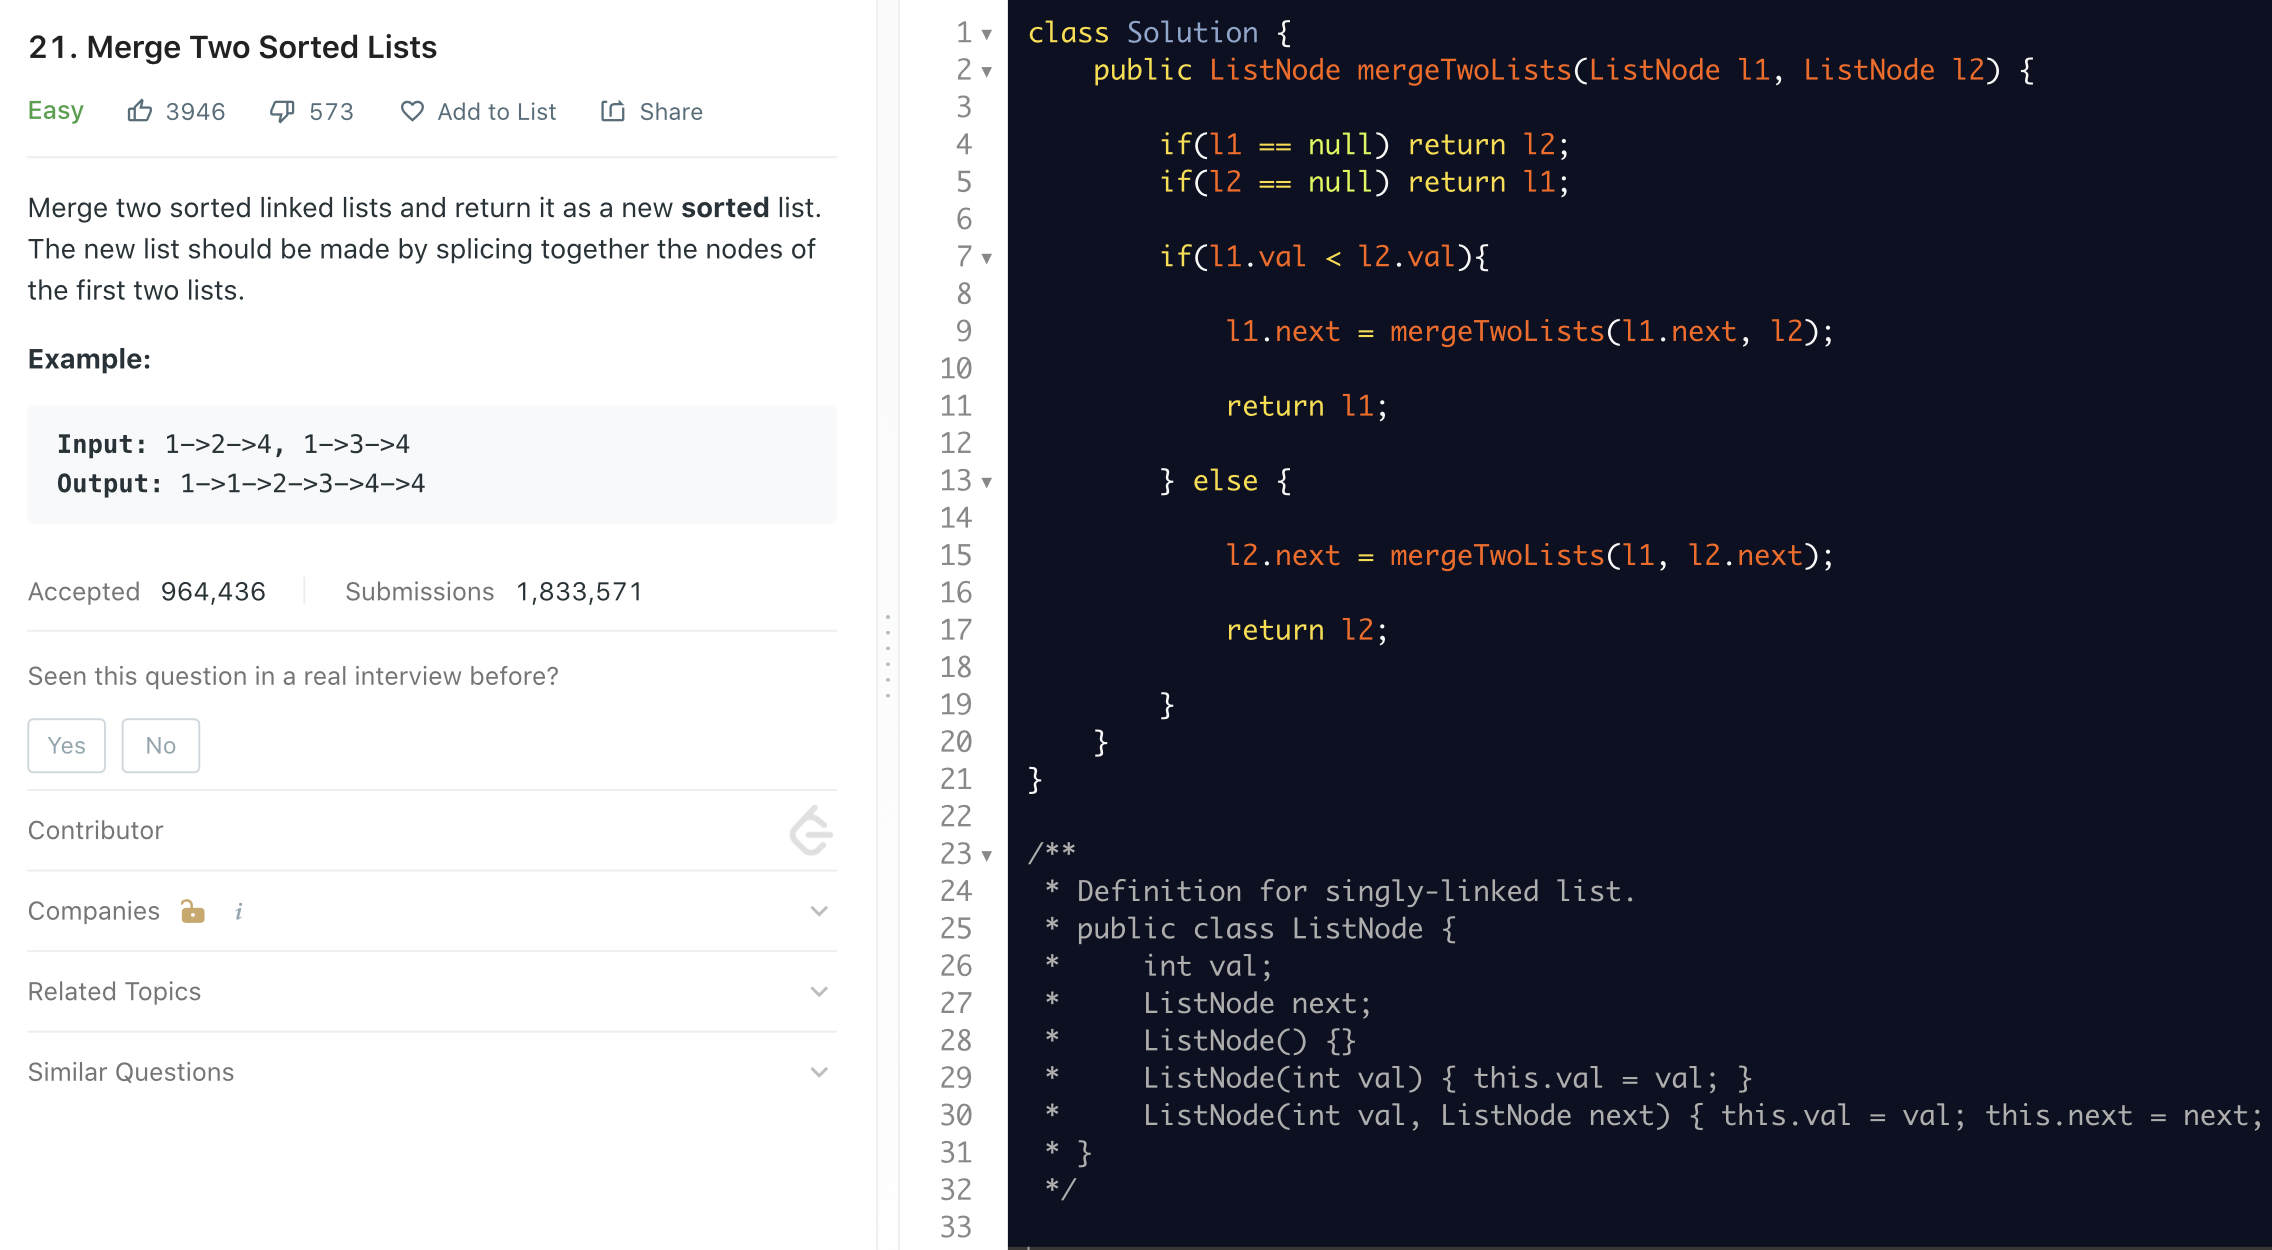 21. Merge Two Sorted Lists
Easy 3946 573 Add to List Share
Merge two sorted linked lists and return it as a new sorted list.
The new list should be made by splicing together the nodes of
the first two lists.
Example:
Input: 1->2->4, 1->3->4
Output: 1->1->2->3->4->4
Accepted 964,436 Submissions 1,833,571
Seen this question in a real interview before?
Yes No
Contributor
Companies i
Related Topics
Similar Questions
1 class Solution {
2     public ListNode mergeTwoLists(ListNode l1, ListNode l2) {
3
4         if(l1 == null) return l2;
5         if(l2 == null) return l1;
6
7         if(l1.val < l2.val){
8
9             l1.next = mergeTwoLists(l1.next, l2);
10
11             return l1;
12
13         } else {
14
15             l2.next = mergeTwoLists(l1, l2.next);
16
17             return l2;
18
19         }
20     }
21 }
22
23 /**
24  * Definition for singly-linked list.
25  * public class ListNode {
26  *     int val;
27  *     ListNode next;
28  *     ListNode() {}
29  *     ListNode(int val) { this.val = val; }
30  *     ListNode(int val, ListNode next) { this.val = val; this.next = next;
31  * }
32  */
33